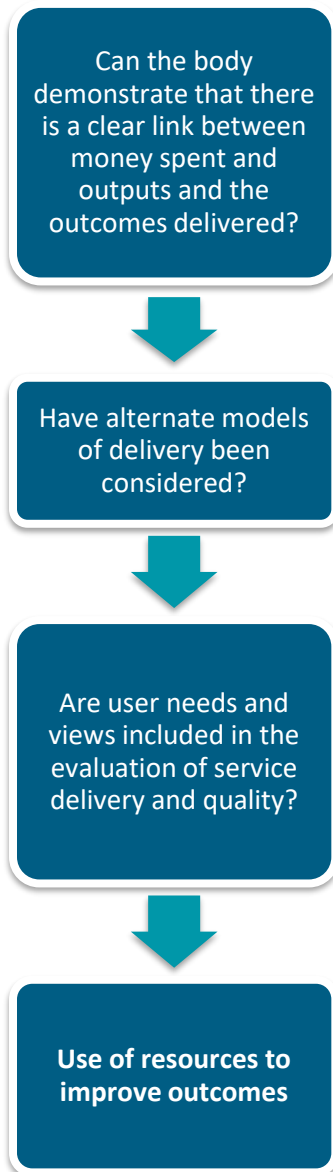 Can the body
demonstrate that there
is a clear link between
money spent and
outputs and the
outcomes delivered?
Have alternate models
of delivery been
considered?
Are user needs and
views included in the
evaluation of service
delivery and quality?
Use of resources to
improve outcomes